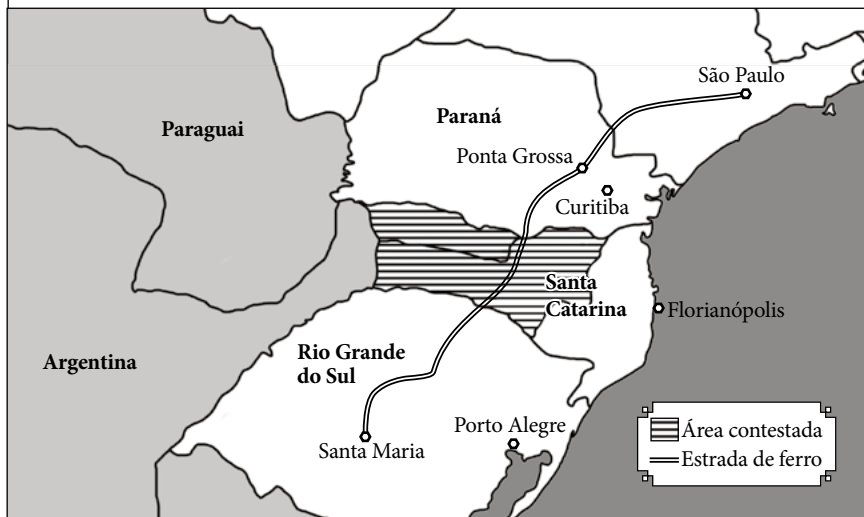 São Paulo
Paraguai
Paraná
Ponta Grossa
Curitiba
Santa
Catarina
Florianópolis
Argentina
Rio Grande
do Sul
Porto Alegre
Santa Maria
Área contestada
Estrada de ferro